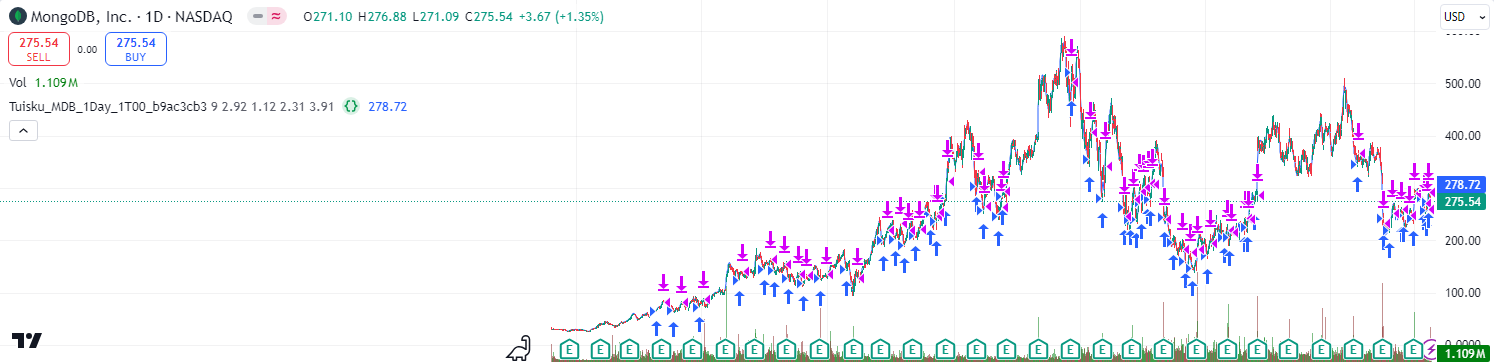 MongoDB, Inc. · 1D · NASDAQ O271.10 H276.88 L271.09 C275.54 +3.67 (+1.35%)
USD
275.54 SELL
0.00
275.54 BUY
Vol 1.109 M
Tuisku_MDB_1Day_1T00_b9ac3cb3 9 2.92 1.12 2.31 3.91 278.72
500.00
400.00
278.72
275.54
200.00
100.00
0.0000
1.109 M
E E E E E E E E E E E E E E E E E E E E E E E E E E E E